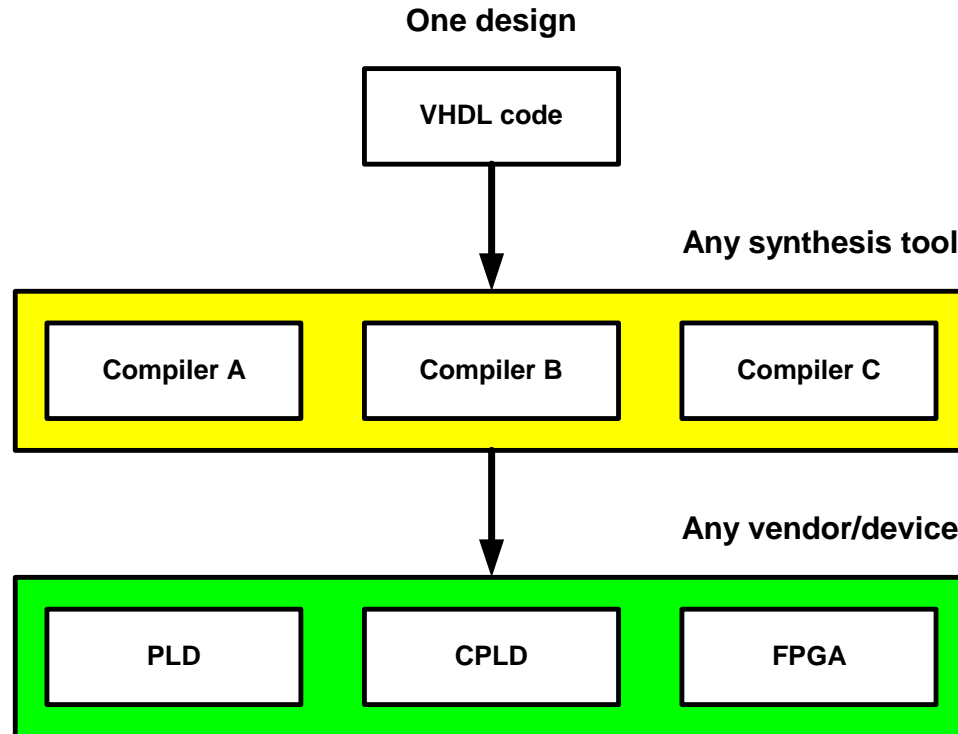 One design
VHDL code
Any synthesis tool
Compiler A
Compiler B
Compiler C
Any vendor/device
PLD
CPLD
FPGA